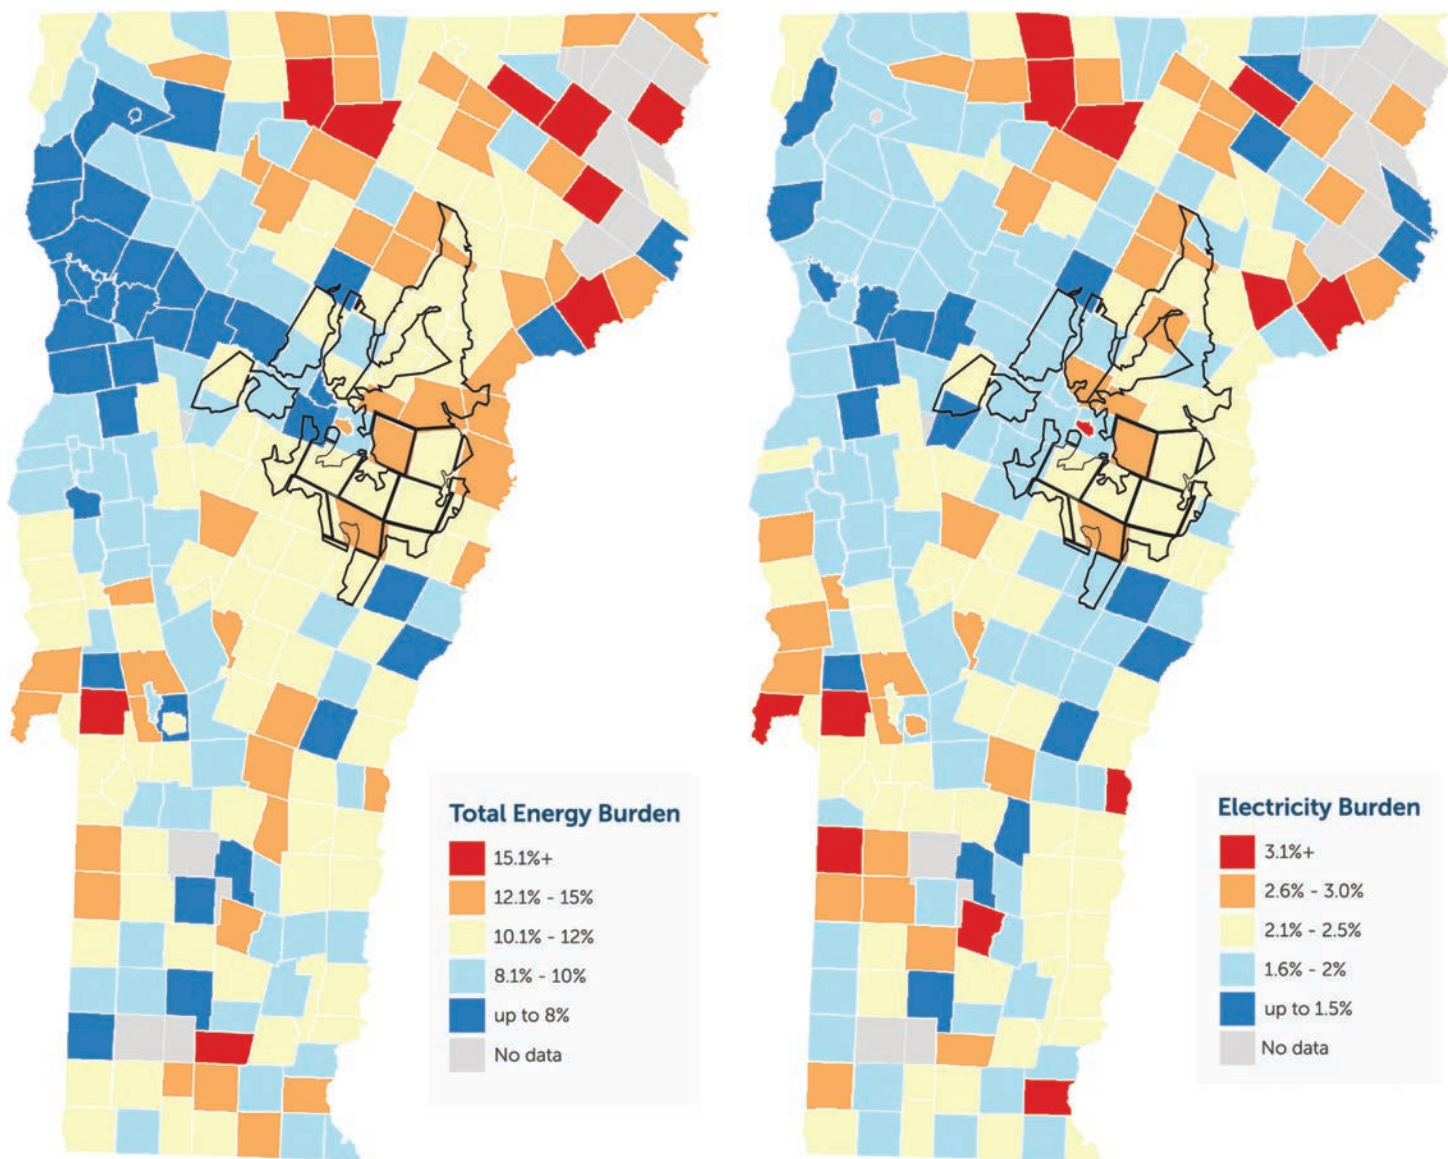 Total Energy Burden
15.1%+
12.1% - 15%
10.1% - 12%
8.1% - 10%
up to 8%
No data
Electricity Burden
3.1%+
2.6% - 3.0%
2.1% - 2.5%
1.6% - 2%
up to 1.5%
No data